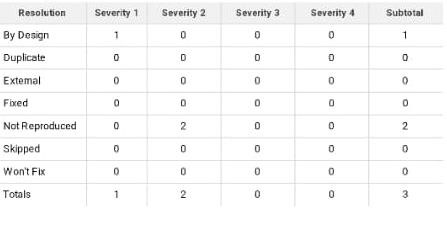 Resolution Severity 1 Severity 2 Severity 3 Severity 4 Subtotal
By Design 1 0 0 0 1
Duplicate 0 0 0 0 0
External 0 0 0 0 0
Fixed 0 0 0 0 0
Not Reproduced 0 2 0 0 2
Skipped 0 0 0 0 0
Won't Fix 0 0 0 0 0
Totals 1 2 0 0 3